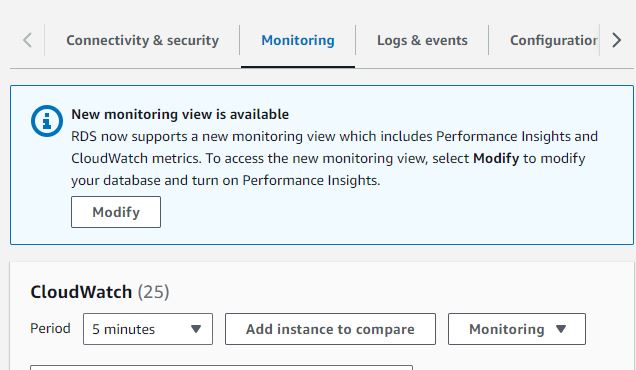 Connectivity & security Monitoring Logs & events Configuration
New monitoring view is available
RDS now supports a new monitoring view which includes Performance Insights and
CloudWatch metrics. To access the new monitoring view, select Modify to modify
your database and turn on Performance Insights.
Modify
CloudWatch (25)
Period 5 minutes Add instance to compare Monitoring